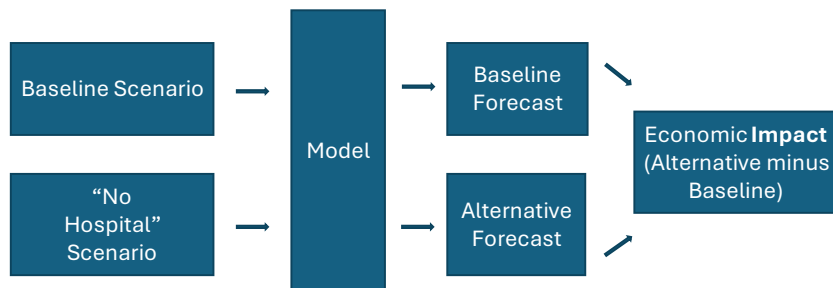 Baseline Scenario
“No
Hospital”
Scenario
Model
Baseline
Forecast
Alternative
Forecast
Economic Impact
(Alternative minus
Baseline)